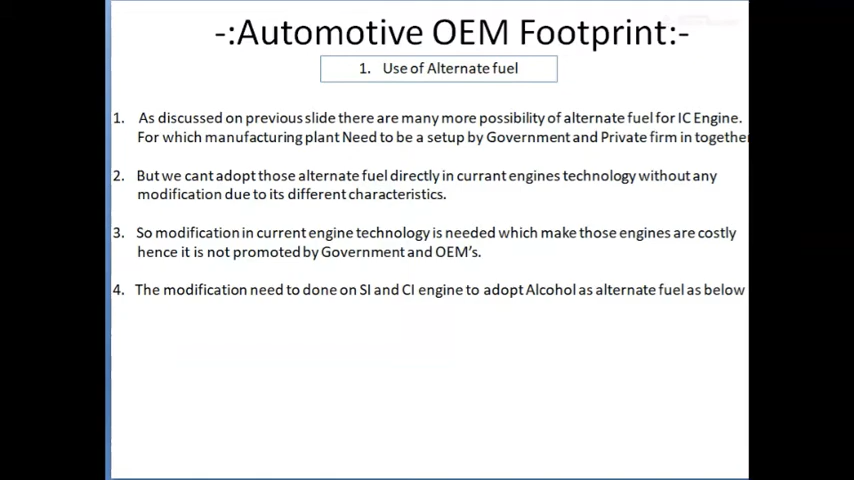 -:Automotive OEM Footprint:-
1. Use of Alternate fuel
1. As discussed on previous slide there are many more possibility of alternate fuel for IC Engine.
For which manufacturing plant Need to be a setup by Government and Private firm in together
2. But we cant adopt those alternate fuel directly in currant engines technology without any
modification due to its different characteristics.
3. So modification in current engine technology is needed which make those engines are costly
hence it is not promoted by Government and OEM's.
4. The modification need to done on SI and CI engine to adopt Alcohol as alternate fuel as below